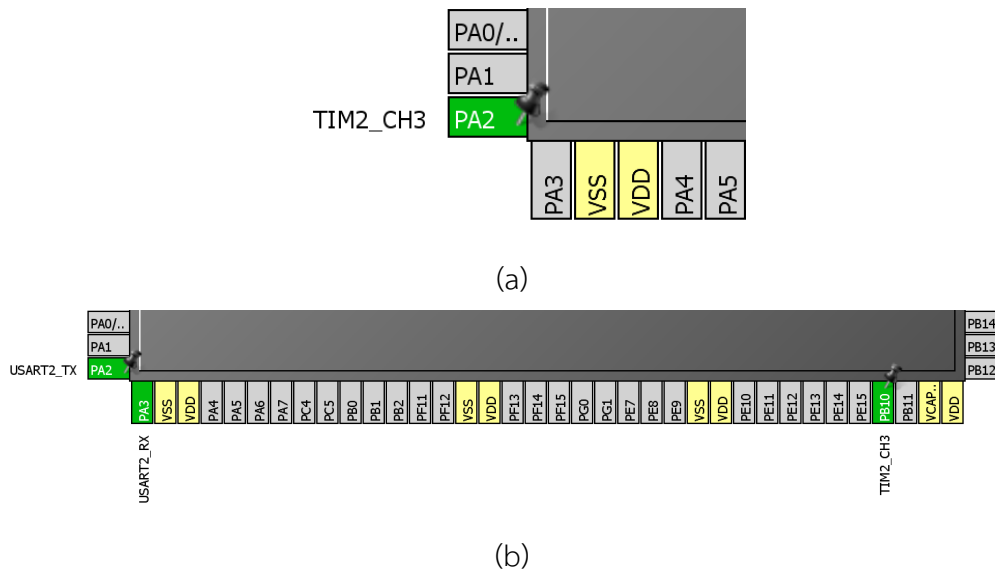 PA0/..
PA1
TIM2_CH3 PA2
PA3 VSS VDD PA4 PA5
(a)
PA0/.. PB14
PA1 PB13
USART2_TX PA2 PB12
PA3 VSS VDD PA4 PA5 PA6 PA7 PC4 PC5 PB0 PB1 PB2 PF11 PF12 VSS VDD PF13 PF14 PF15 PG0 PG1 PE7 PE8 PE9 VSS VDD PE10 PE11 PE12 PE13 PE14 PE15 PB10 PB11 VCAP.. VDD
USART2_RX TIM2_CH3
(b)